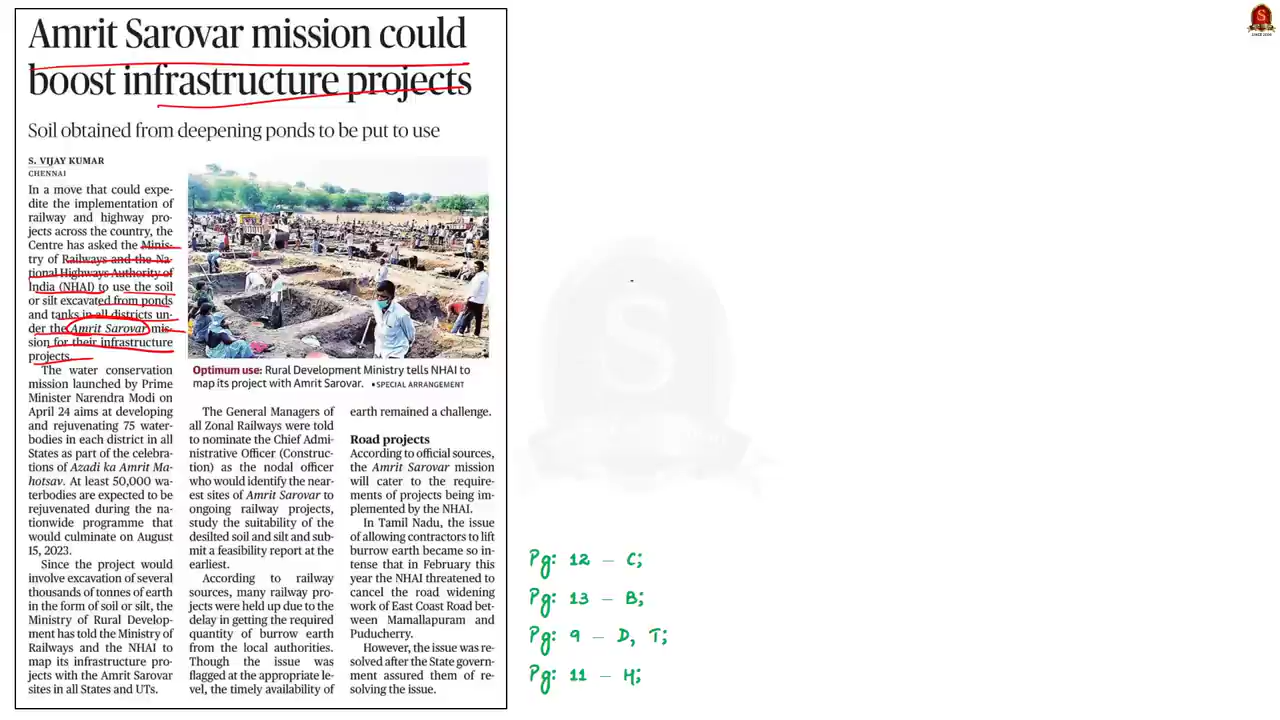 Amrit Sarovar mission could
boost infrastructure projects
Soil obtained from deepening ponds to be put to use
S. VIJAY KUMAR
CHENNAI
In a move that could expe-
dite the implementation of
railway and highway pro-
jects across the country, the
Centre has asked the Minis-
try of Railways and the Na-
tional Highways Authority of
India (NHAI) to use the soil
or silt excavated from ponds
and tanks in all districts un-
der the Amrit Sarovar mis-
sion for their infrastructure
projects.
The water conservation
mission launched by Prime
Minister Narendra Modi on
April 24 aims at developing
and rejuvenating 75 water-
bodies in each district in all
States as part of the celebra-
tions of Azadi ka Amrit Ma-
hotsav. At least 50,000 wa-
terbodies are expected to be
rejuvenated during the na-
tionwide programme that
would culminate on August
15, 2023.
Since the project would
involve excavation of several
thousands of tonnes of earth
in the form of soil or silt, the
Ministry of Rural Develop-
ment has told the Ministry of
Railways and the NHAI to
map its infrastructure pro-
jects with the Amrit Sarovar
sites in all States and UTs.
Optimum use: Rural Development Ministry tells NHAI to
map its project with Amrit Sarovar. •SPECIAL ARRANGEMENT
The General Managers of
all Zonal Railways were told
to nominate the Chief Admi-
nistrative Officer (Construc-
tion) as the nodal officer
who would identify the near-
est sites of Amrit Sarovar to
ongoing railway projects,
study the suitability of the
desilted soil and silt and sub-
mit a feasibility report at the
earliest.
According to railway
sources, many railway pro-
jects were held up due to the
delay in getting the required
quantity of burrow earth
from the local authorities.
Though the issue was
flagged at the appropriate le-
vel, the timely availability of
earth remained a challenge.
Road projects
According to official sources,
the Amrit Sarovar mission
will cater to the require-
ments of projects being im-
plemented by the NHAI.
In Tamil Nadu, the issue
of allowing contractors to lift
burrow earth became so in-
tense that in February this
year the NHAI threatened to
cancel the road widening
work of East Coast Road bet-
ween Mamallapuram and
Puducherry.
However, the issue was re-
solved after the State govern-
ment assured them of re-
solving the issue.
Pg: 12 – C;
Pg: 13 – B;
Pg: 9 – D, T;
Pg: 11 – H;
S
SINCE 2004
S